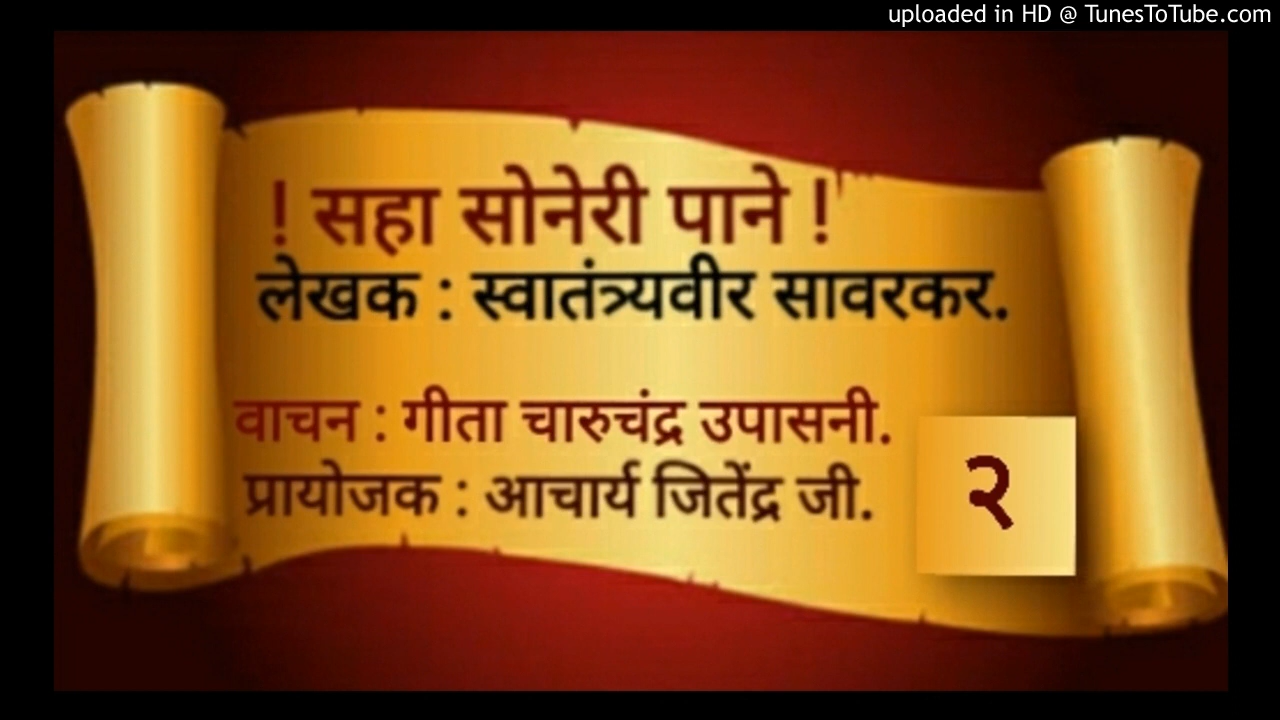 uploaded in HD @ TunesToTube.com
! सहा सोनेरी पाने !
लेखक : स्वातंत्र्यवीर सावरकर.
वाचन : गीता चारुचंद्र उपासनी.
प्रायोजक : आचार्य जितेंद्र जी.
२